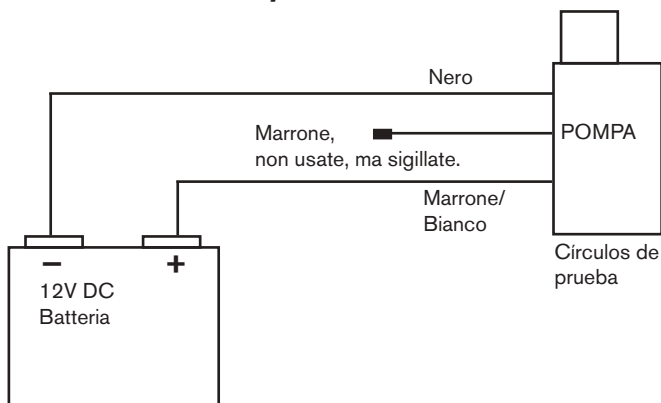 Nero
Marrone,
non usate, ma sigillate.
POMPA
Marrone/
Bianco
Círculos de
prueba
− +
12V DC
Batteria